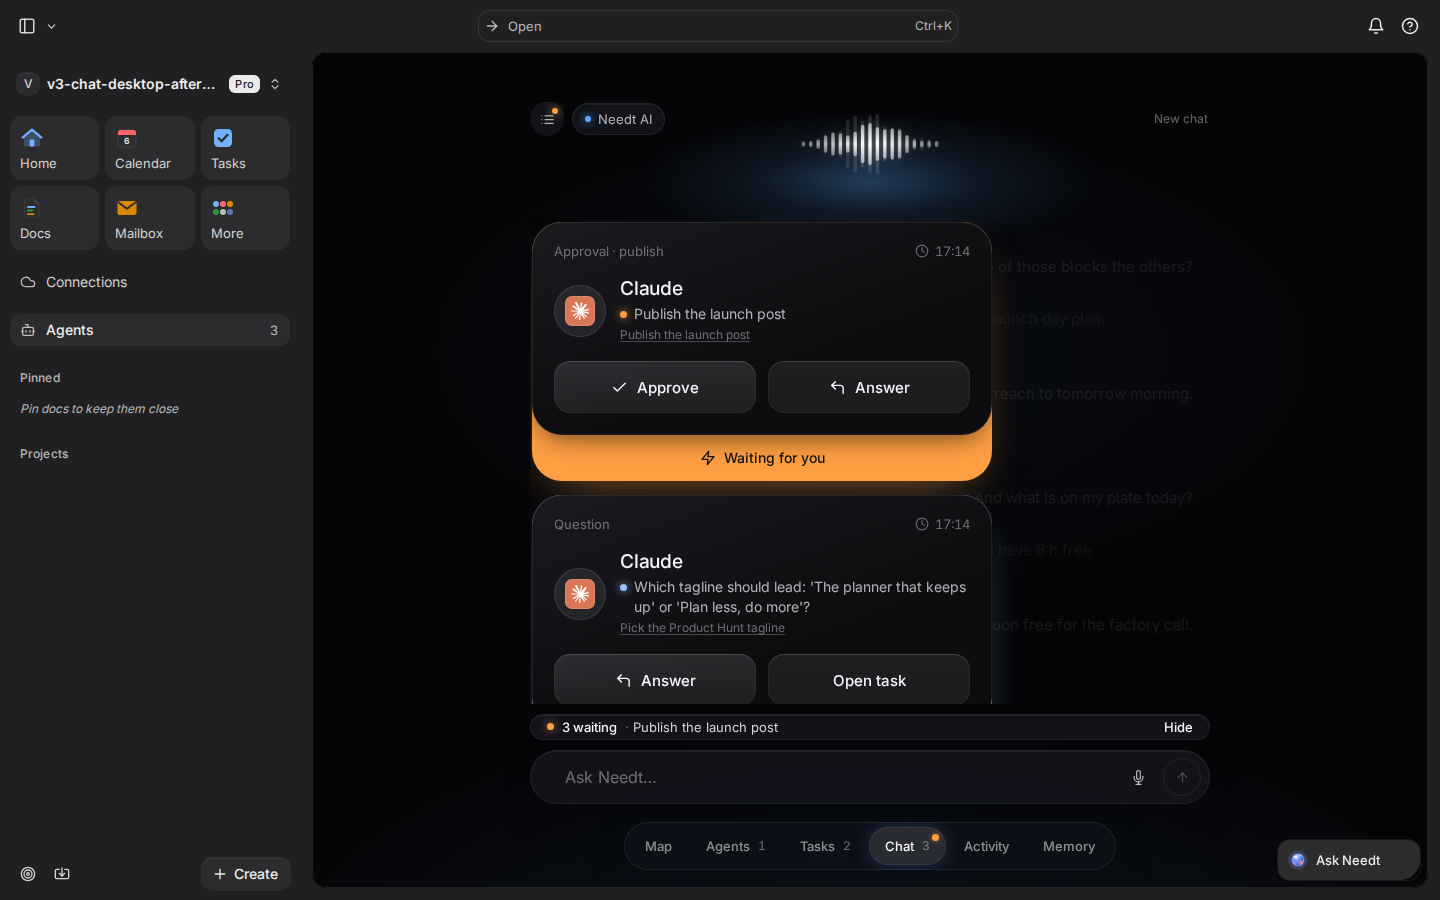 Open
Ctrl+K
V
v3-chat-desktop-after...
Pro
Home
6
Calendar
Tasks
Docs
Mailbox
More
Connections
Agents
3
Pinned
Pin docs to keep them close
Projects
Create
Needt AI
New chat
of those blocks the others?
launch day plan.
to tomorrow morning.
And what is on my plate today?
have 6 h free
free for the factory call.
Approval · publish
17:14
Claude
Publish the launch post
Publish the launch post
Approve
Answer
Waiting for you
Question
17:14
Claude
Which tagline should lead: 'The planner that keeps
up' or 'Plan less, do more'?
Pick the Product Hunt tagline
Answer
Open task
3 waiting · Publish the launch post
Hide
Ask Needt...
Map
Agents 1
Tasks 2
Chat 3
Activity
Memory
Ask Needt